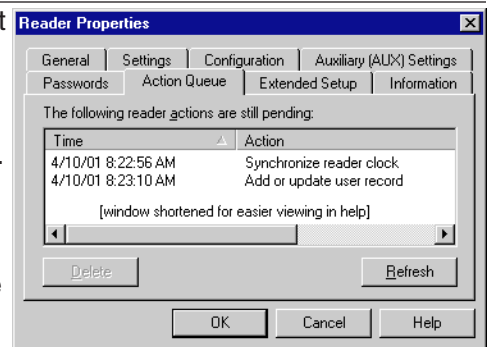 t
Reader Properties
General Settings Configuration Auxiliary (AUX) Settings
Passwords Action Queue Extended Setup Information
The following reader actions are still pending:
Time Action
4/10/01 8:22:56 AM Synchronize reader clock
4/10/01 8:23:10 AM Add or update user record
[window shortened for easier viewing in help]
.
Delete Refresh
e
OK Cancel Help